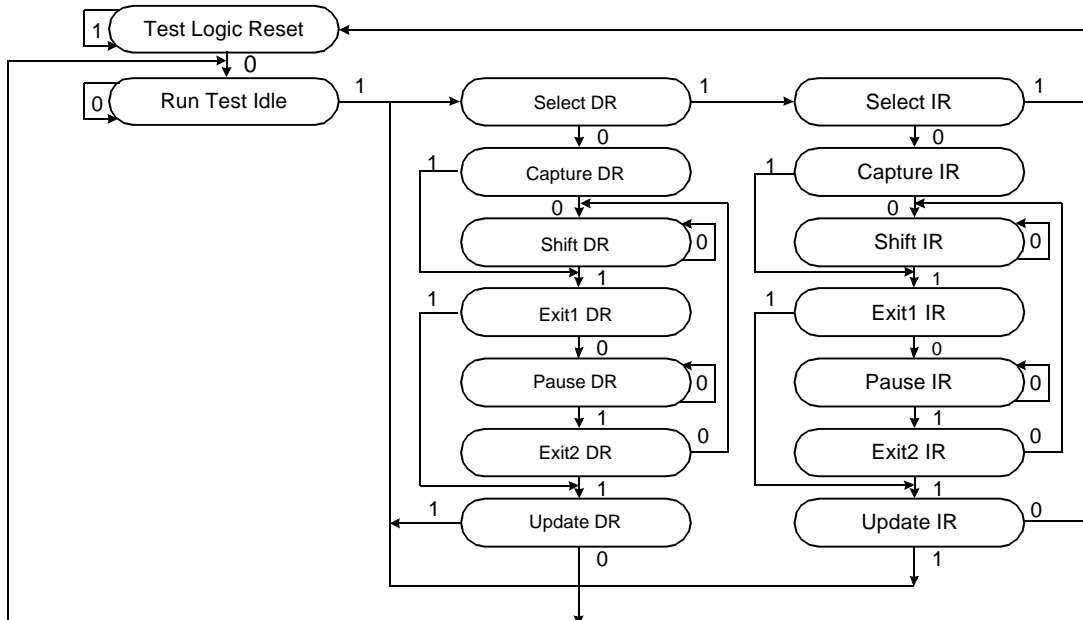 Test Logic Reset
1
0
Run Test Idle
0
1
Select DR
1
Select IR
1
0
0
1
Capture DR
1
Capture IR
0
0
Shift DR
0
Shift IR
0
1
1
1
Exit1 DR
1
Exit1 IR
0
0
Pause DR
0
Pause IR
0
1
1
Exit2 DR
0
Exit2 IR
0
1
1
1
Update DR
Update IR
0
0
1